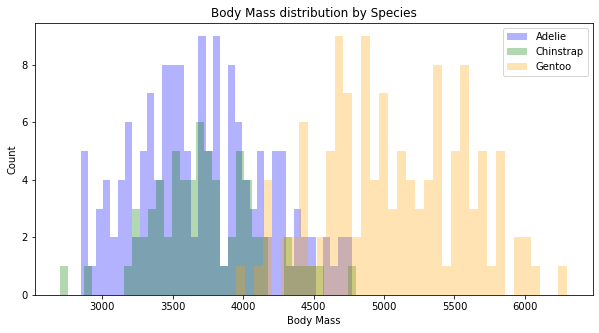 Body Mass distribution by Species
Adelie
Chinstrap
Gentoo
Count
8
6
4
2
0
3000 3500 4000 4500 5000 5500 6000
Body Mass